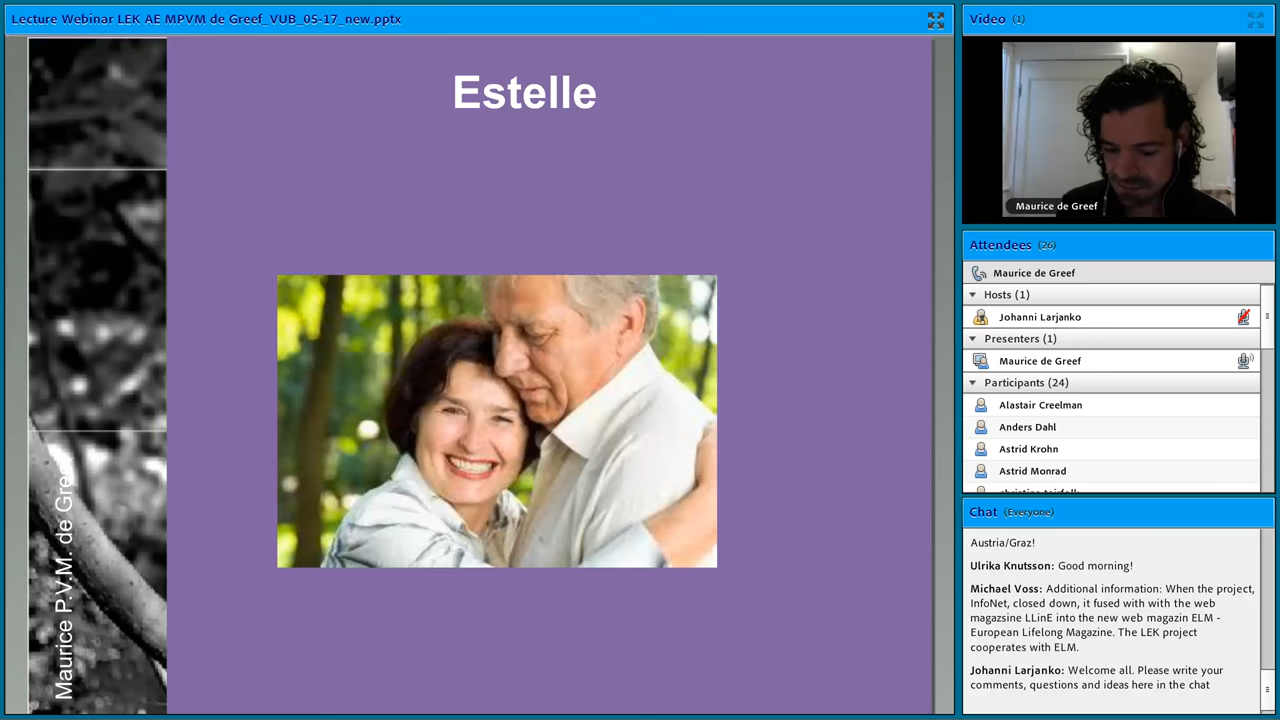 Lecture Webinar LEK AE MPVM de Greef_VUB_05-17_new.pptx
Estelle
Maurice P.V.M. de Greef
Video (1)
Maurice de Greef
Attendees (26)
Maurice de Greef
Hosts (1)
Johanni Larjanko
Presenters (1)
Maurice de Greef
Participants (24)
Alastair Creelman
Anders Dahl
Astrid Krohn
Astrid Monrad
Chat (Everyone)
Austria/Graz!
Ulrika Knutsson: Good morning!
Michael Voss: Additional information: When the project,
InfoNet, closed down, it fused with with the web
magazsine LLinE into the new web magazin ELM -
European Lifelong Magazine. The LEK project
cooperates with ELM.
Johanni Larjanko: Welcome all. Please write your
comments, questions and ideas here in the chat